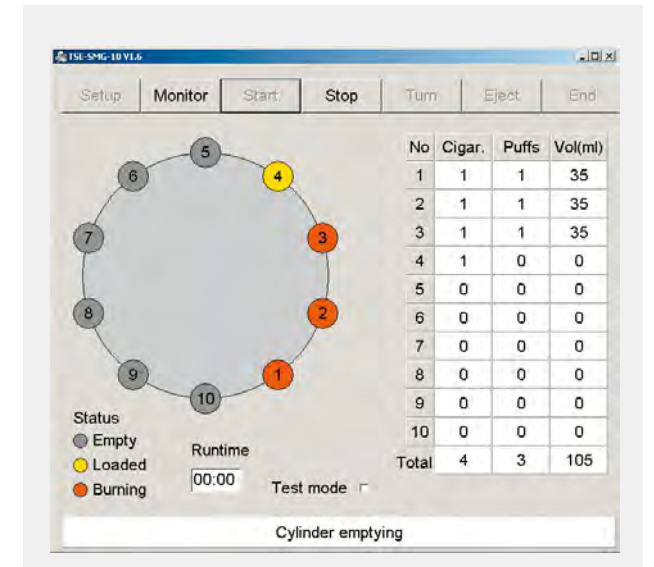 TSL-SMG-10 V1.6
Setup Monitor Start Stop Turn Eject End
5
6
4
7
3
8
2
9
1
10
Status
Empty
Loaded
Burning
Runtime
00:00
Test mode
No Cigar. Puffs Vol(ml)
1 1 1 35
2 1 1 35
3 1 1 35
4 1 0 0
5 0 0 0
6 0 0 0
7 0 0 0
8 0 0 0
9 0 0 0
10 0 0 0
Total 4 3 105
Cylinder emptying